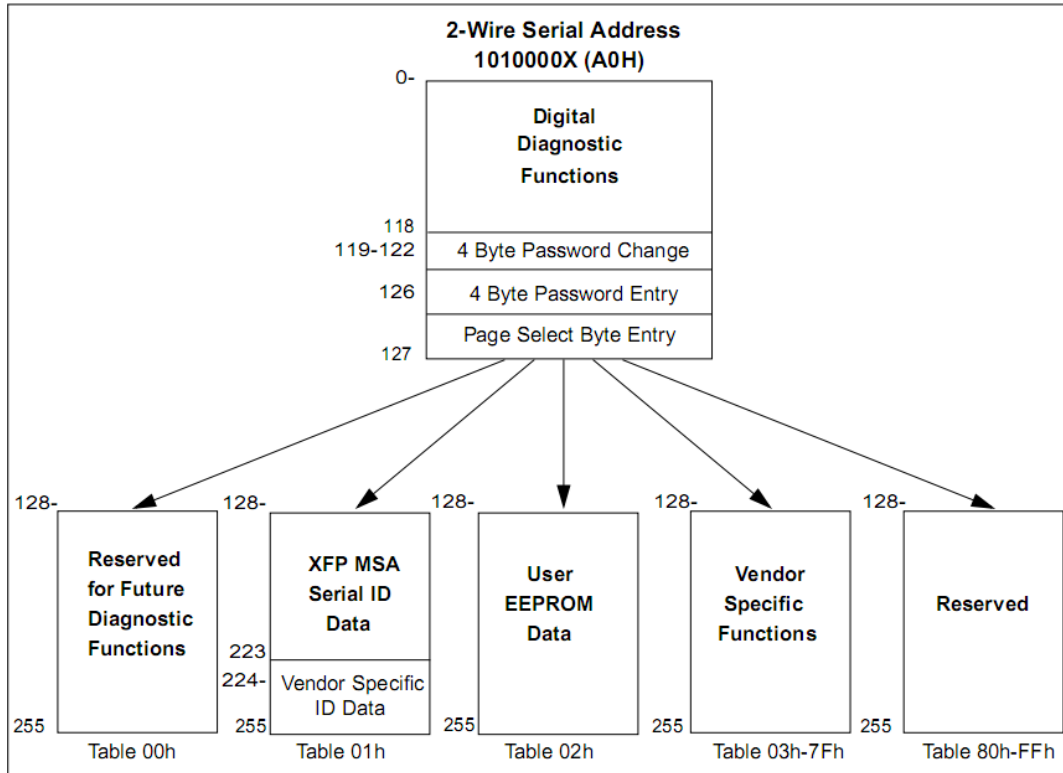 2-Wire Serial Address
1010000X (A0H)
0-
Digital
Diagnostic
Functions
118
119-122
4 Byte Password Change
126
4 Byte Password Entry
Page Select Byte Entry
127
128-
Reserved
for Future
Diagnostic
Functions
255
Table 00h
128-
XFP MSA
Serial ID
Data
223
224-
Vendor Specific
ID Data
255
Table 01h
128-
User
EEPROM
Data
255
Table 02h
128-
Vendor
Specific
Functions
255
Table 03h-7Fh
128-
Reserved
255
Table 80h-FFh